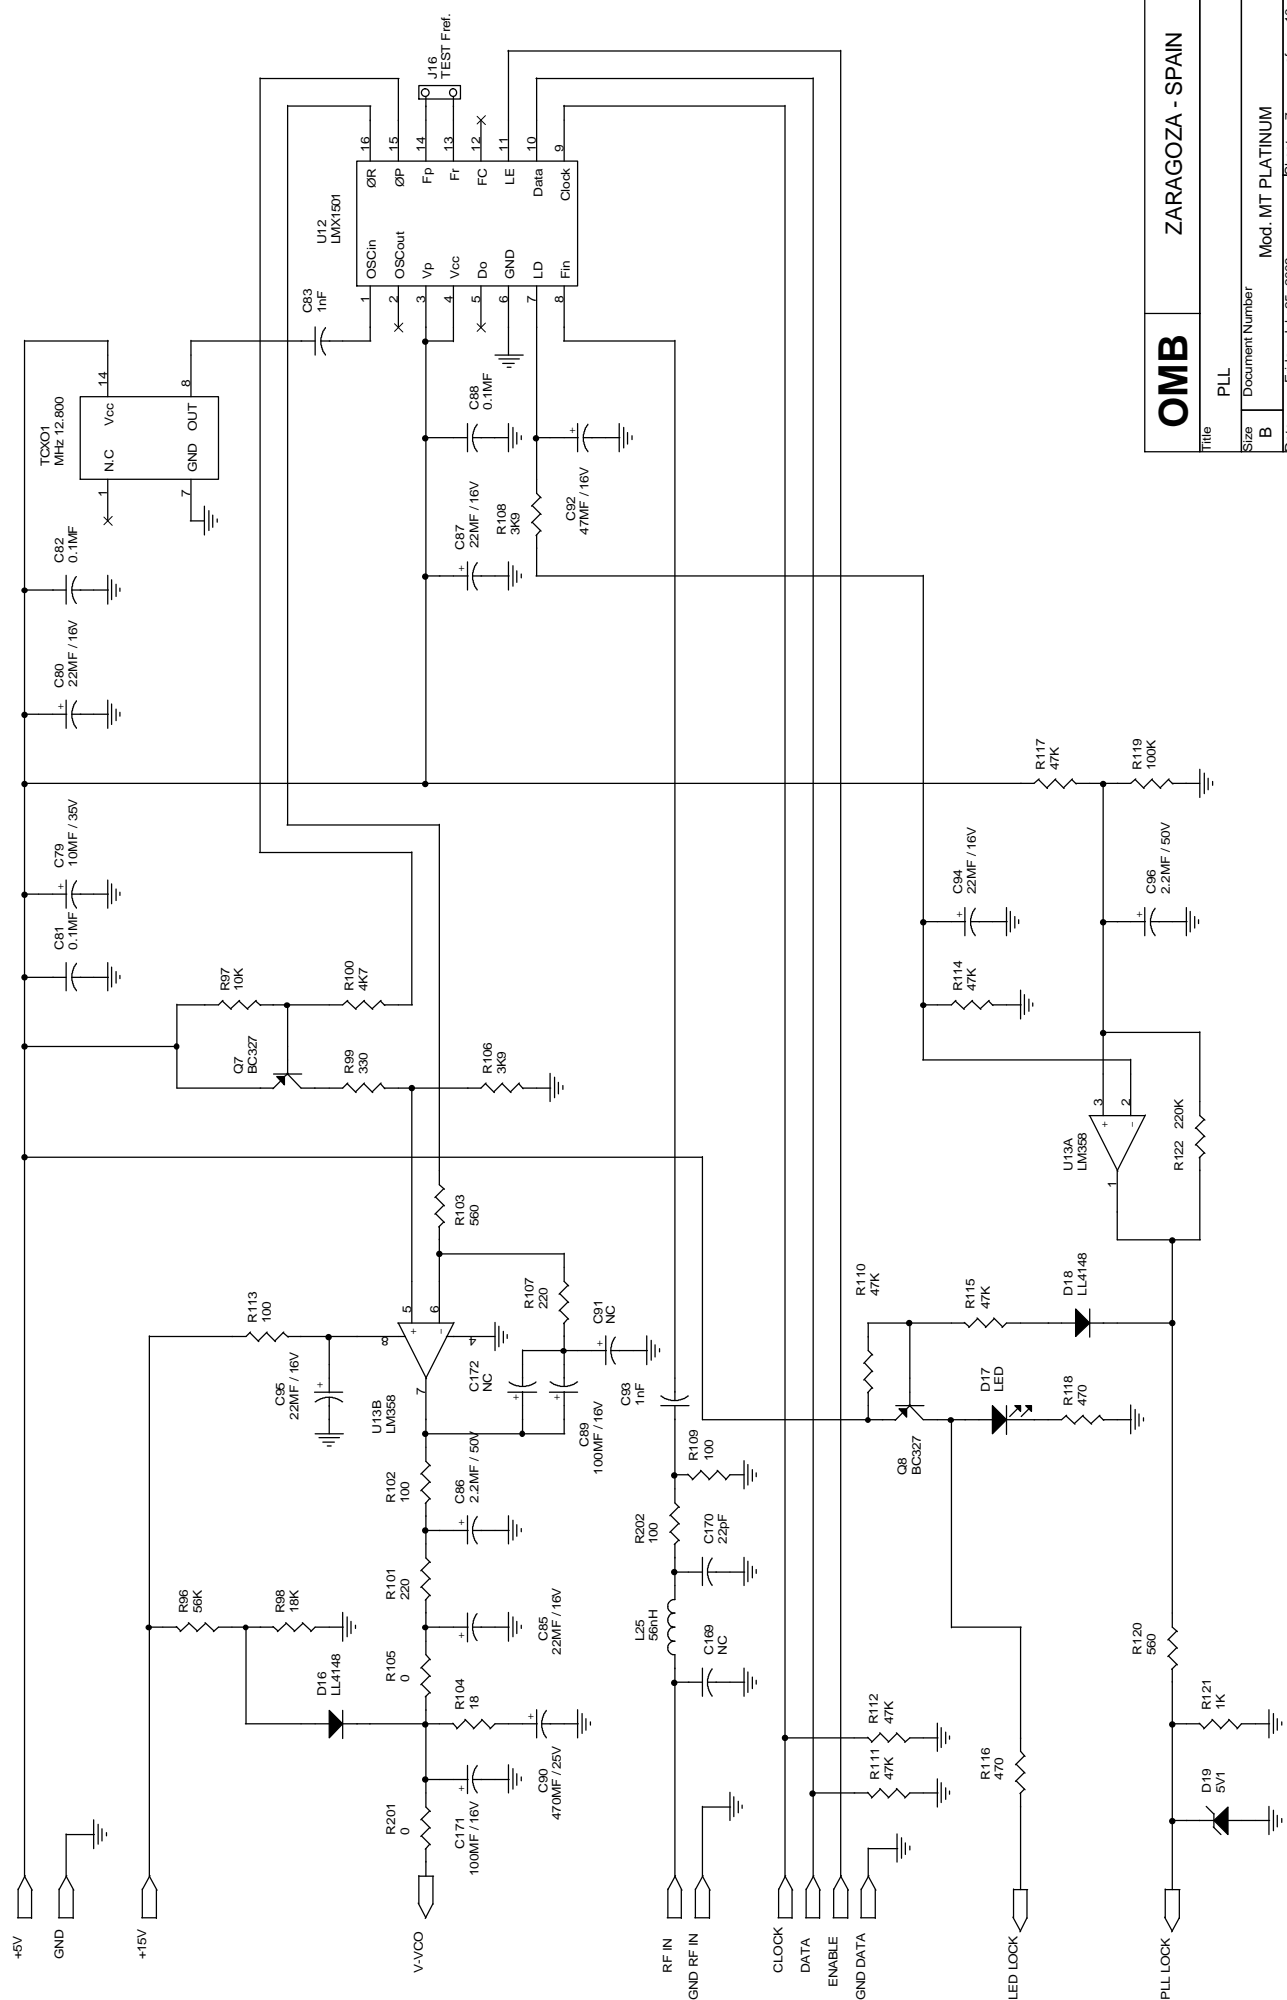 +5V
GND
+15V
V-VCO
RF IN
GND RF IN
CLOCK
DATA
ENABLE
GND DATA
LED LOCK
PLL LOCK
C81
0.1MF
C79
10MF / 35V
C80
22MF / 16V
C82
0.1MF
TCXO1
MHz 12.800
1
N.C
Vcc
14
7
GND
OUT
8
C83
1nF
U12
LMX1501
1
OSCin
2
OSCout
3
Vp
4
Vcc
5
Do
6
GND
7
LD
8
Fin
16
ØR
15
ØP
14
Fp
13
Fr
12
FC
11
LE
10
Data
9
Clock
J16
TEST Fref.
R96
56K
R98
18K
D16
LL4148
R113
100
C95
22MF / 16V
Q7
BC327
R97
10K
R100
4K7
R99
330
R106
3K9
R103
560
U13B
LM358
5
+
6
-
7
8
4
R107
220
C172
NC
C89
100MF / 16V
C91
NC
R102
100
C86
2.2MF / 50V
R101
220
C85
22MF / 16V
R105
0
R104
18
C90
470MF / 25V
C171
100MF / 16V
R201
0
C87
22MF / 16V
C88
0.1MF
R108
3K9
C92
47MF / 16V
C93
1nF
R109
100
R202
100
C170
22pF
L25
56nH
C169
NC
R112
47K
R111
47K
R110
47K
Q8
BC327
R115
47K
D18
LL4148
D17
LED
R118
470
R116
470
R114
47K
C94
22MF / 16V
R117
47K
R119
100K
C96
2.2MF / 50V
U13A
LM358
3
+
2
-
1
R122
220K
R120
560
R121
1K
D19
5V1
OMB
ZARAGOZA - SPAIN
Title
PLL
Size
B
Document Number
Mod. MT PLATINUM